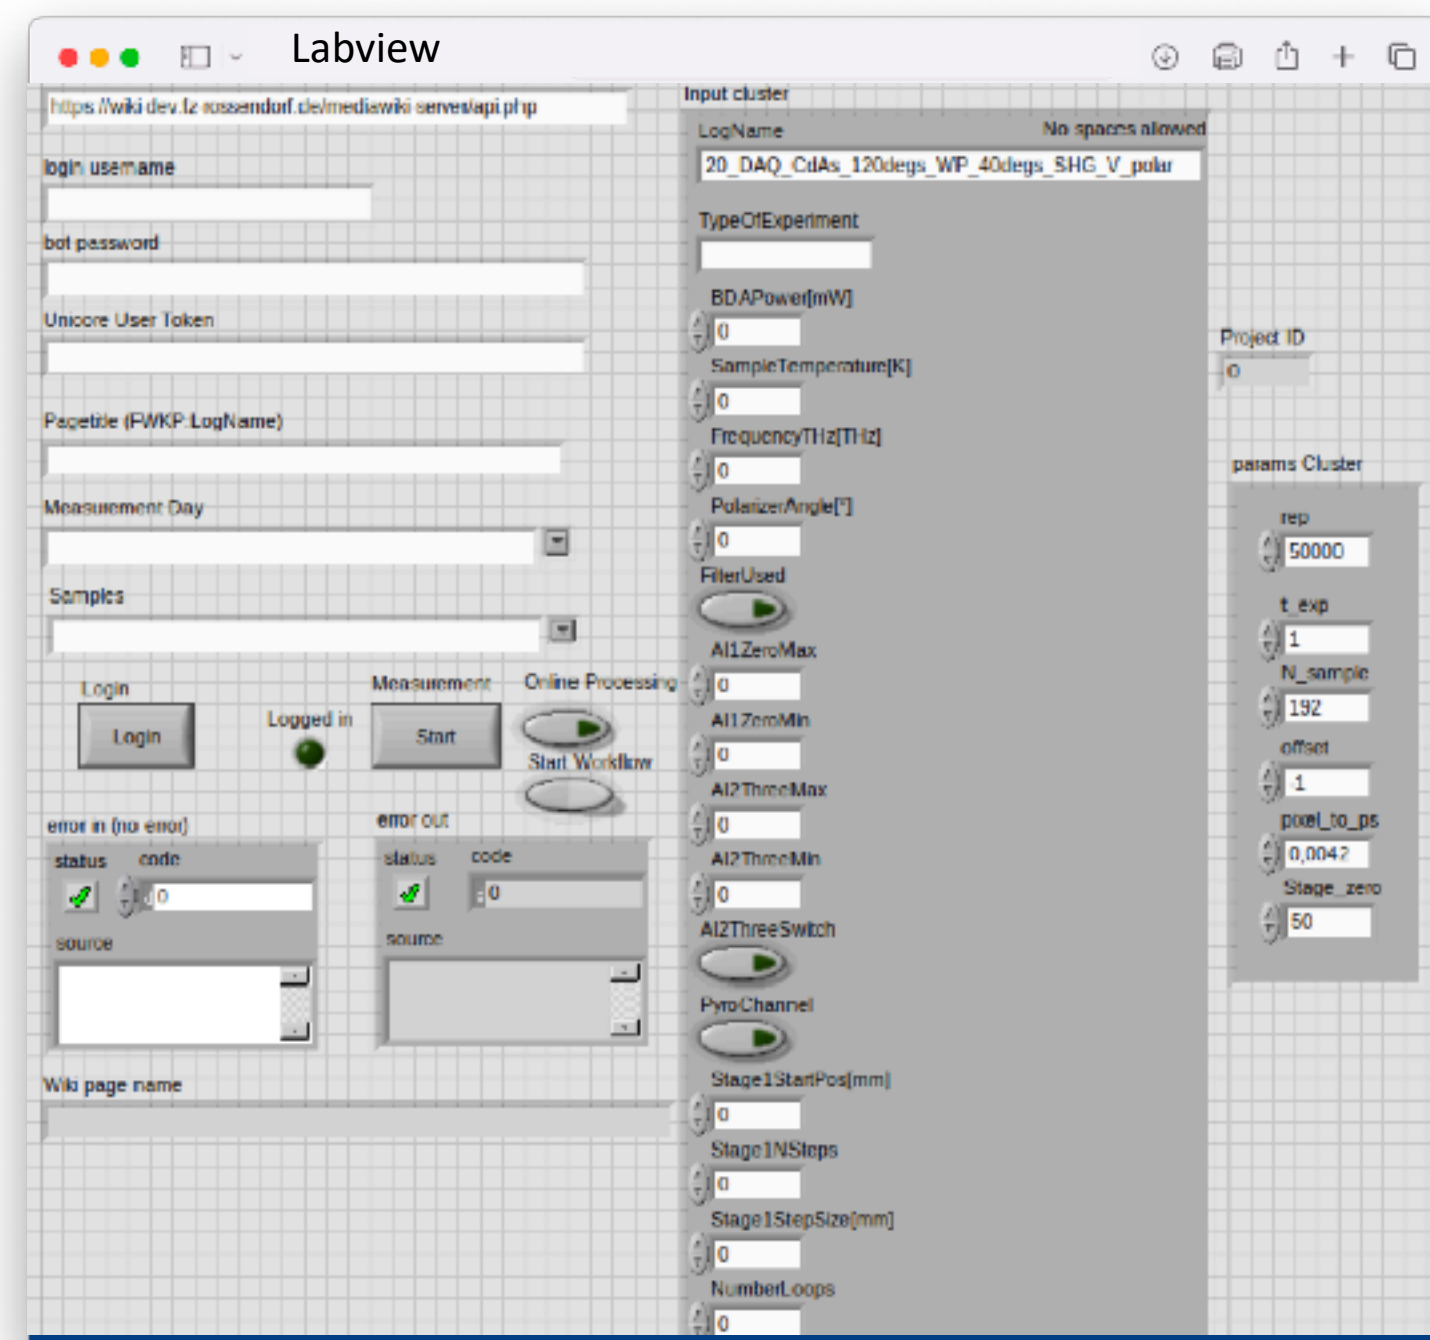 Labview
https://wiki.dev.fz-rossendorf.de/mediawiki-server/api.php
login username
bot password
Unicore User Token
Pagetitle (FWKP:LogName)
Measurement Day
Samples
Login
Login
Logged in
Measurement
Start
Online Processing
Start Workflow
error in (no error)
status code
0
source
error out
status code
0
source
Wiki page name
Input cluster
LogName No spaces allowed
20_DAQ_CdAs_120degs_WP_40degs_SHG_V_polar
TypeOfExperiment
BDAPower[mW]
0
SampleTemperature[K]
0
FrequencyTHz[THz]
0
PolarizerAngle[°]
0
FilterUsed
AI1ZeroMax
0
AI1ZeroMin
0
AI2ThreeMax
0
AI2ThreeMin
0
AI2ThreeSwitch
PyroChannel
Stage1StartPos[mm]
0
Stage1NSteps
0
Stage1StepSize[mm]
0
NumberLoops
0
Project ID
0
params Cluster
rep
50000
t_exp
1
N_sample
192
offset
-1
pixel_to_ps
0,0042
Stage_zero
50